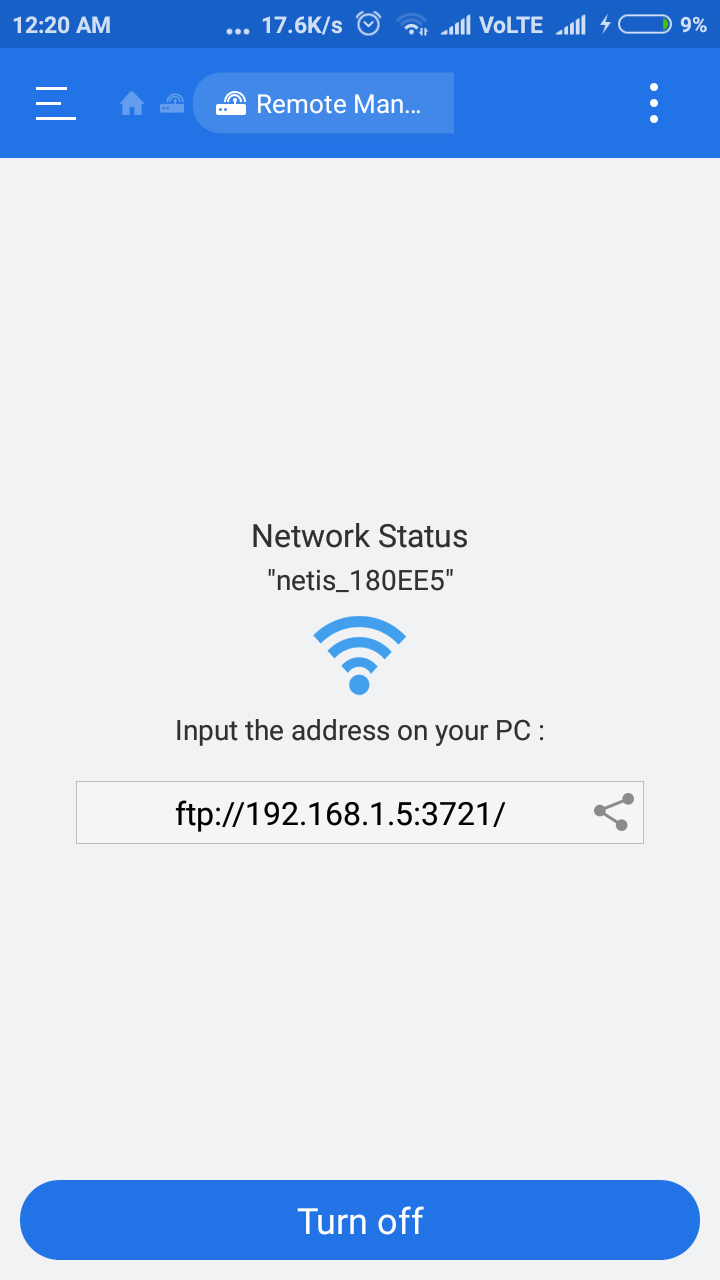 12:20 AM ... 17.6K/s VoLTE 9%
Remote Man...
Network Status
"netis_180EE5"
Input the address on your PC :
ftp://192.168.1.5:3721/
Turn off